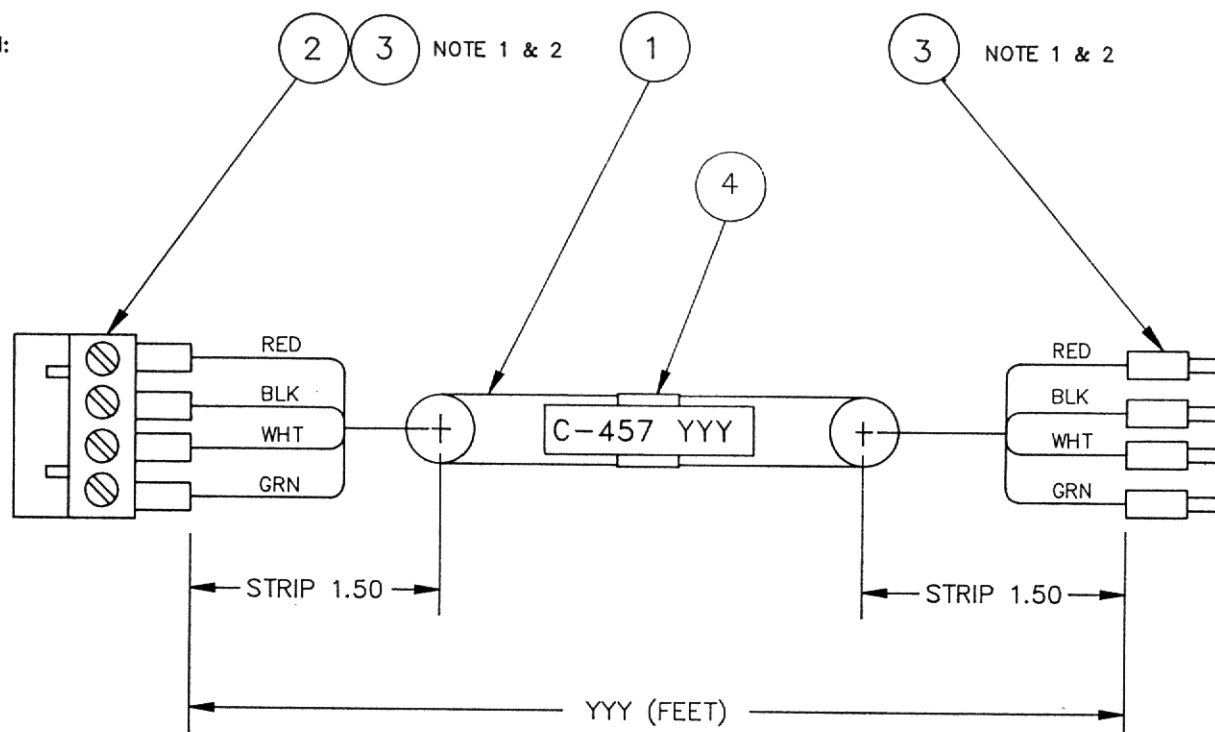 2 3 NOTE 1 & 2 1 3 NOTE 1 & 2
4
RED RED
BLK BLK
C-457 YYY
WHT WHT
GRN GRN
STRIP 1.50 STRIP 1.50
YYY (FEET)